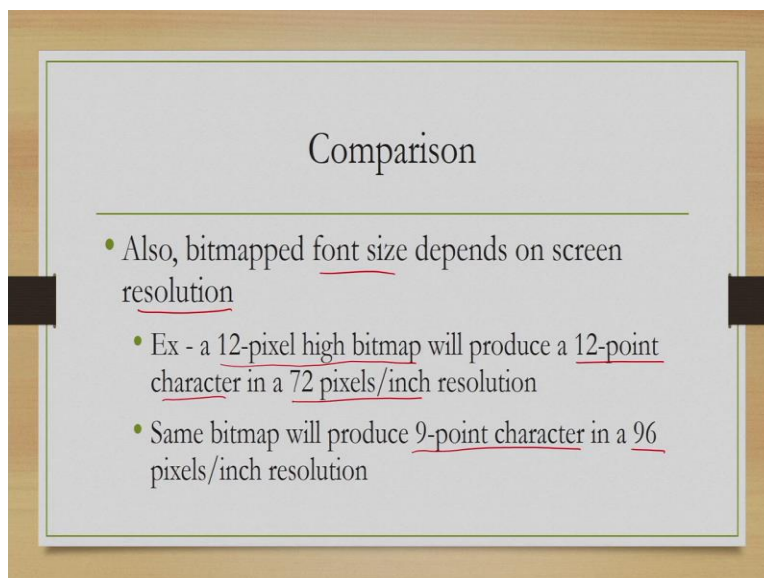 Comparison
• Also, bitmapped font size depends on screen
resolution
• Ex - a 12-pixel high bitmap will produce a 12-point
character in a 72 pixels/inch resolution
• Same bitmap will produce 9-point character in a 96
pixels/inch resolution